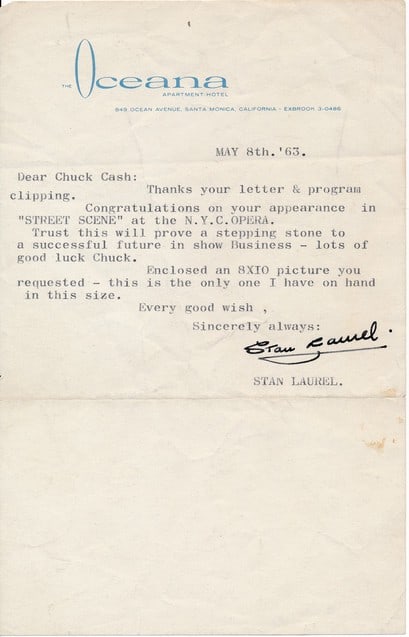 THE Oceana
APARTMENT-HOTEL
849 OCEAN AVENUE, SANTA MONICA, CALIFORNIA - EXBROOK 3-0486
MAY 8th.'63.
Dear Chuck Cash:
Thanks your letter & program
clipping.
Congratulations on your appearance in
"STREET SCENE" at the N.Y.C.OPERA.
Trust this will prove a stepping stone to
a successful future in show Business - lots of
good luck Chuck.
Enclosed an 8XIO picture you
requested - this is the only one I have on hand
in this size.
Every good wish ,
Sincerely always:
Stan Laurel.
STAN LAUREL.